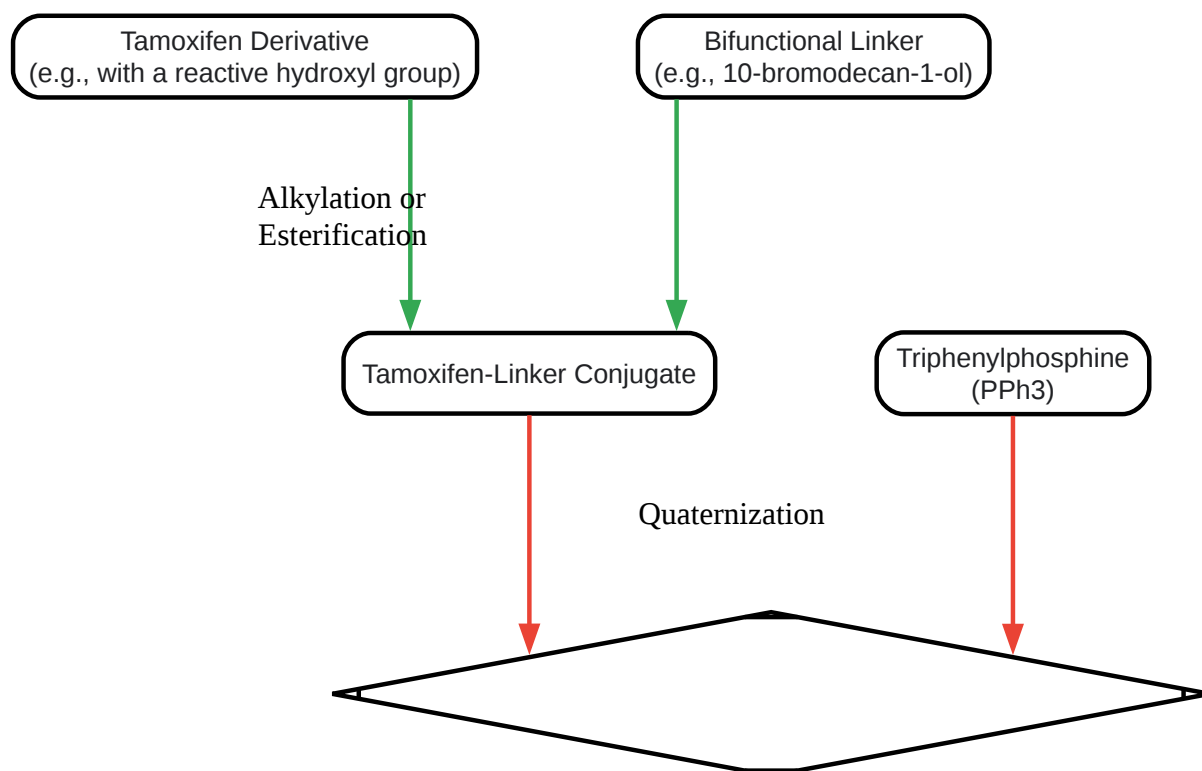 Tamoxifen Derivative
(e.g., with a reactive hydroxyl group)
Bifunctional Linker
(e.g., 10-bromodecan-1-ol)
Alkylation or
Esterification
Tamoxifen-Linker Conjugate
Triphenylphosphine
(PPh3)
Quaternization